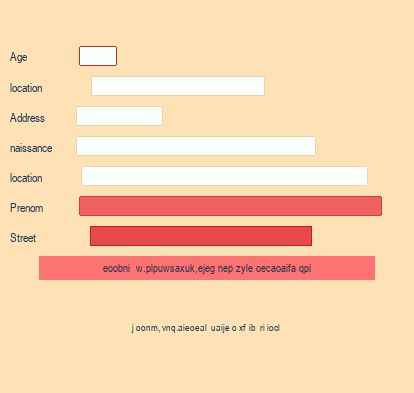 Age
location
Address
naissance
location
Prenom
Street
eoobni w.plpuwsaxuk,ejeg nep zyle oecaoaifa qpi
j oonm, vnq.aieoeal uaije o xf ib ri iocl